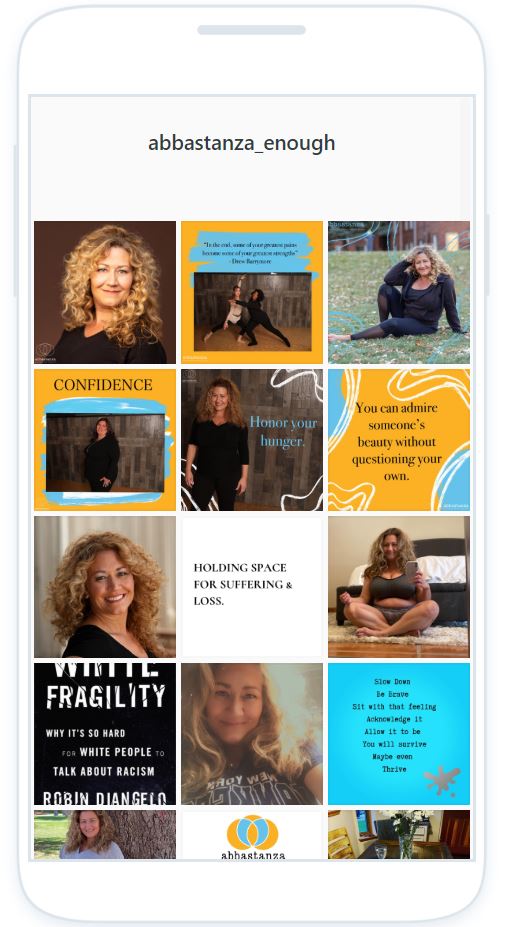 abbastanza_enough
"In the end, some of your greatest pains
become some of your greatest strengths"
- Drew Barrymore
abbastanza
CONFIDENCE
Honor your
hunger.
You can admire
someone's
beauty without
questioning your
own.
HOLDING SPACE
FOR SUFFERING &
LOSS.
WHITE
FRAGILITY
WHY IT'S SO HARD
FOR WHITE PEOPLE TO
TALK ABOUT RACISM
ROBIN DIANGELO
NEW YORK
Slow Down
Be Brave
Sit with that feeling
Acknowledge it
Allow it to be
You will survive
Maybe even
Thrive
abbastanza